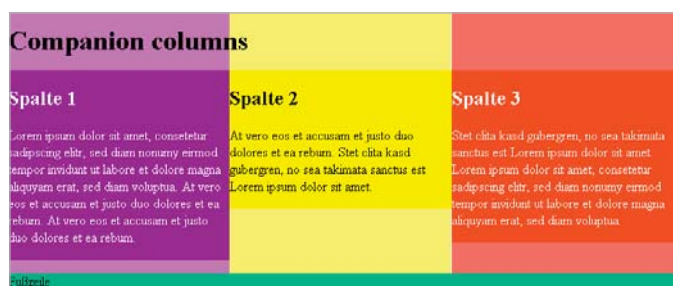 Companion columns
Spalte 1
Lorem ipsum dolor sit amet, consetetur
sadipscing elitr, sed diam nonumy eirmod
tempor invidunt ut labore et dolore magna
aliquyam erat, sed diam voluptua. At vero
eos et accusam et justo duo dolores et ea
rebum. At vero eos et accusam et justo
duo dolores et ea rebum.
Spalte 2
At vero eos et accusam et justo duo
dolores et ea rebum. Stet clita kasd
gubergren, no sea takimata sanctus est
Lorem ipsum dolor sit amet.
Spalte 3
Stet clita kasd gubergren, no sea takimata
sanctus est Lorem ipsum dolor sit amet.
Lorem ipsum dolor sit amet, consetetur
sadipscing elitr, sed diam nonumy eirmod
tempor invidunt ut labore et dolore magna
aliquyam erat, sed diam voluptua.
Fußzeile